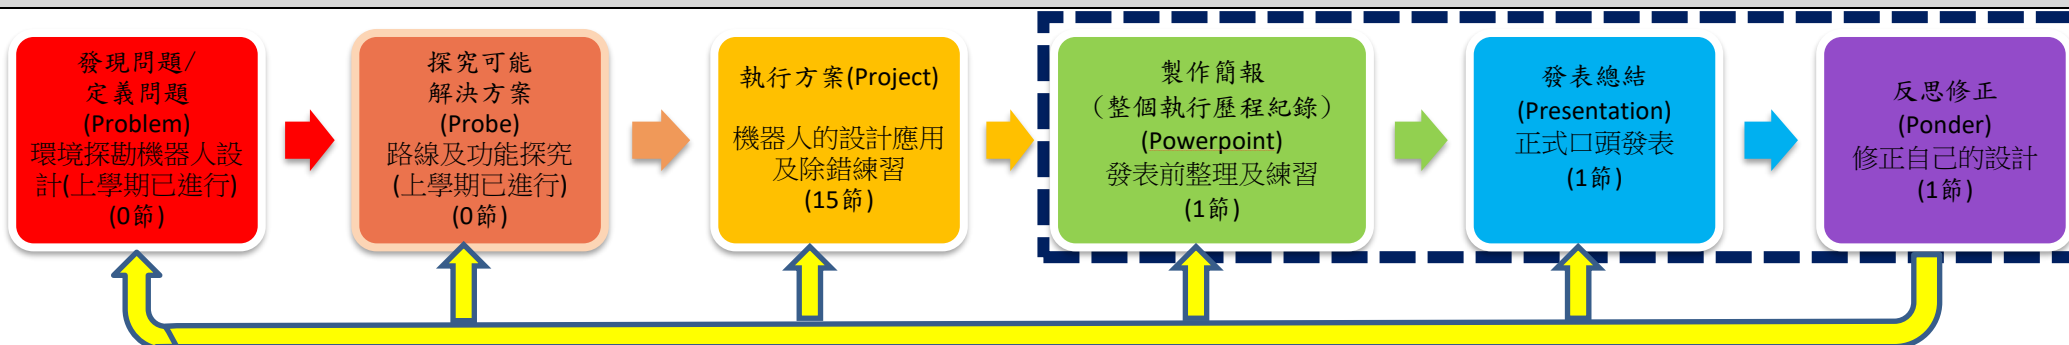 發現問題/
定義問題
(Problem)
環境探勘機器人設
計(上學期已進行)
(0節)
探究可能
解決方案
(Probe)
路線及功能探究
(上學期已進行)
(0節)
執行方案(Project)
機器人的設計應用
及除錯練習
(15節)
製作簡報
（整個執行歷程紀錄）
(Powerpoint)
發表前整理及練習
(1節)
發表總結
(Presentation)
正式口頭發表
(1節)
反思修正
(Ponder)
修正自己的設計
(1節)